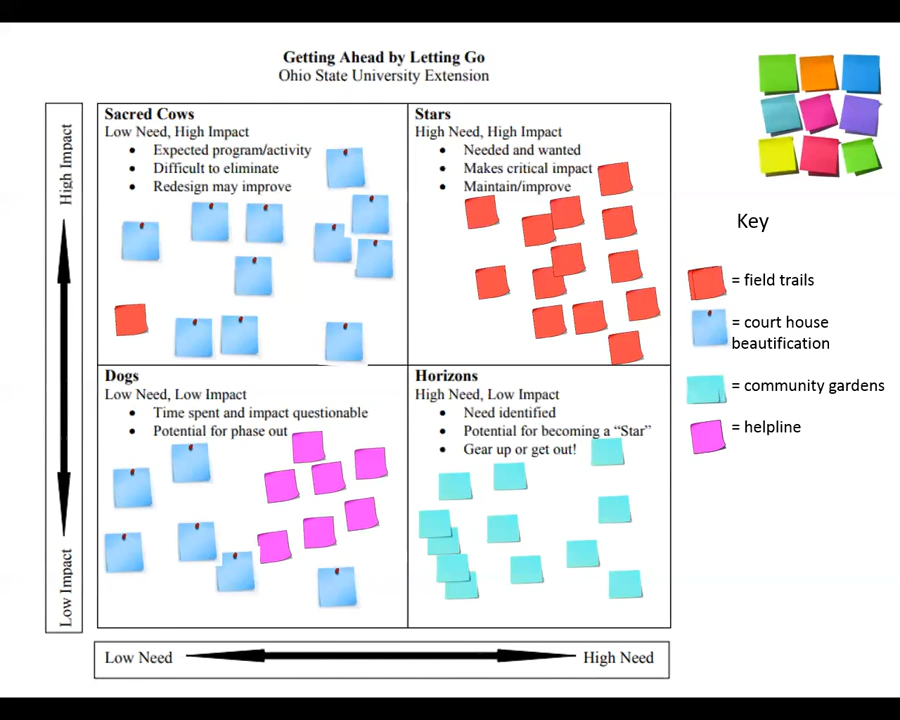 Getting Ahead by Letting Go
Ohio State University Extension
High Impact
Low Impact
Sacred Cows
Low Need, High Impact
• Expected program/activity
• Difficult to eliminate
• Redesign may improve
Stars
High Need, High Impact
• Needed and wanted
• Makes critical impact
• Maintain/improve
Dogs
Low Need, Low Impact
• Time spent and impact questionable
• Potential for phase out
Horizons
High Need, Low Impact
• Need identified
• Potential for becoming a “Star”
• Gear up or get out!
Low Need
High Need
Key
= field trails
= court house
beautification
= community gardens
= helpline